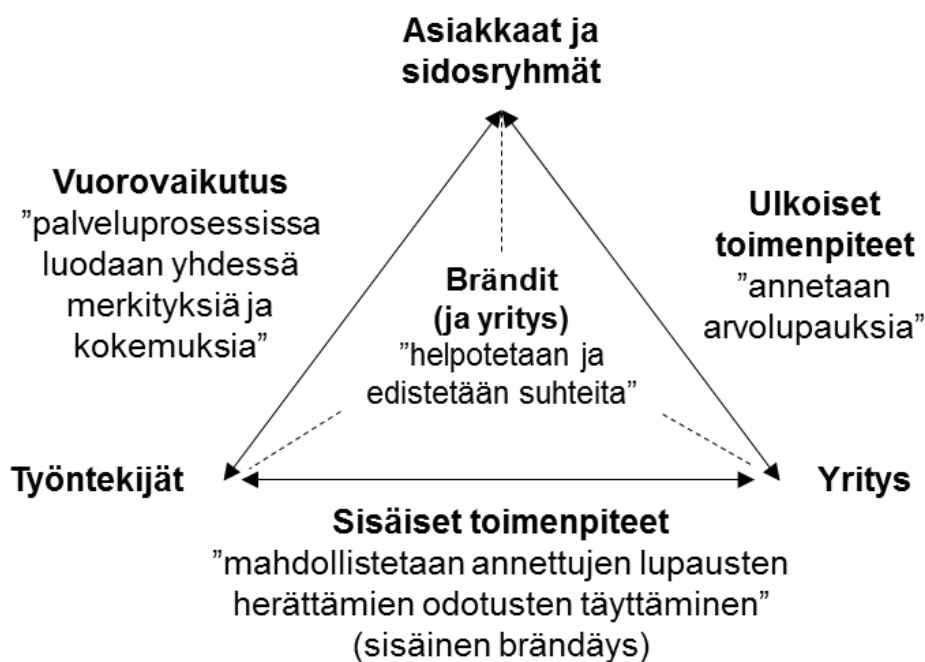 Asiakkaat ja
sidosryhmät
Vuorovaikutus
”palveluprosessissa
luodaan yhdessä
merkityksiä ja
kokemuksia”
Ulkoiset
toimenpiteet
”annetaan
arvolupauksia”
Brändit
(ja yritys)
”helpotetaan ja
edistetään suhteita”
Työntekijät
Yritys
Sisäiset toimenpiteet
”mahdollistetaan annettujen lupausten
herättämien odotusten täyttäminen”
(sisäinen brändäys)